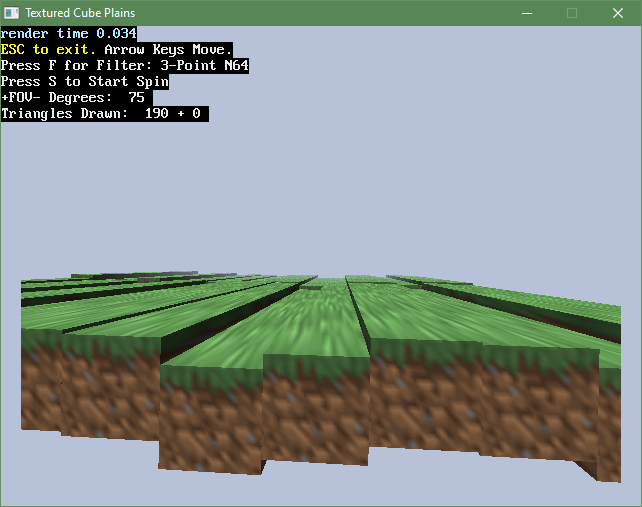 Textured Cube Plains
render time 0.034
ESC to exit. Arrow Keys Move.
Press F for Filter: 3-Point N64
Press S to Start Spin
+FOV- Degrees:  75
Triangles Drawn:  190 + 0